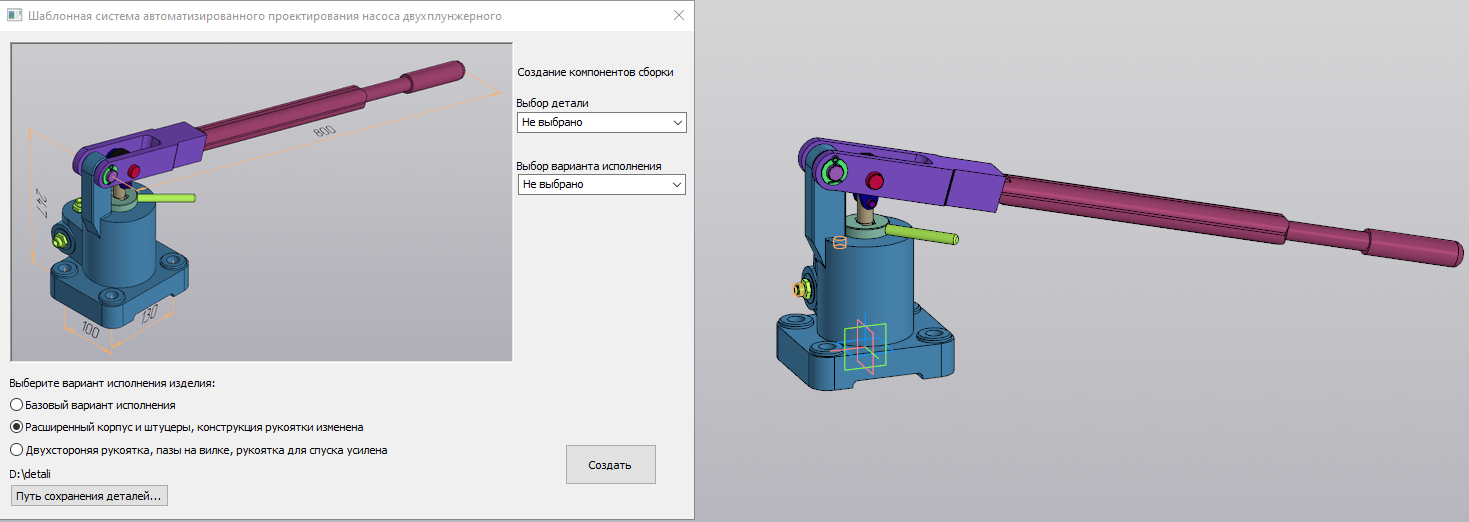 Шаблонная система автоматизированного проектирования насоса двухплунжерного
800
247
100
130
Создание компонентов сборки
Выбор детали
Не выбрано
Выбор варианта исполнения
Не выбрано
Выберите вариант исполнения изделия:
Базовый вариант исполнения
Расширенный корпус и штуцеры, конструкция рукоятки изменена
Двухстороняя рукоятка, пазы на вилке, рукоятка для спуска усилена
D:\detali
Путь сохранения деталей...
Создать